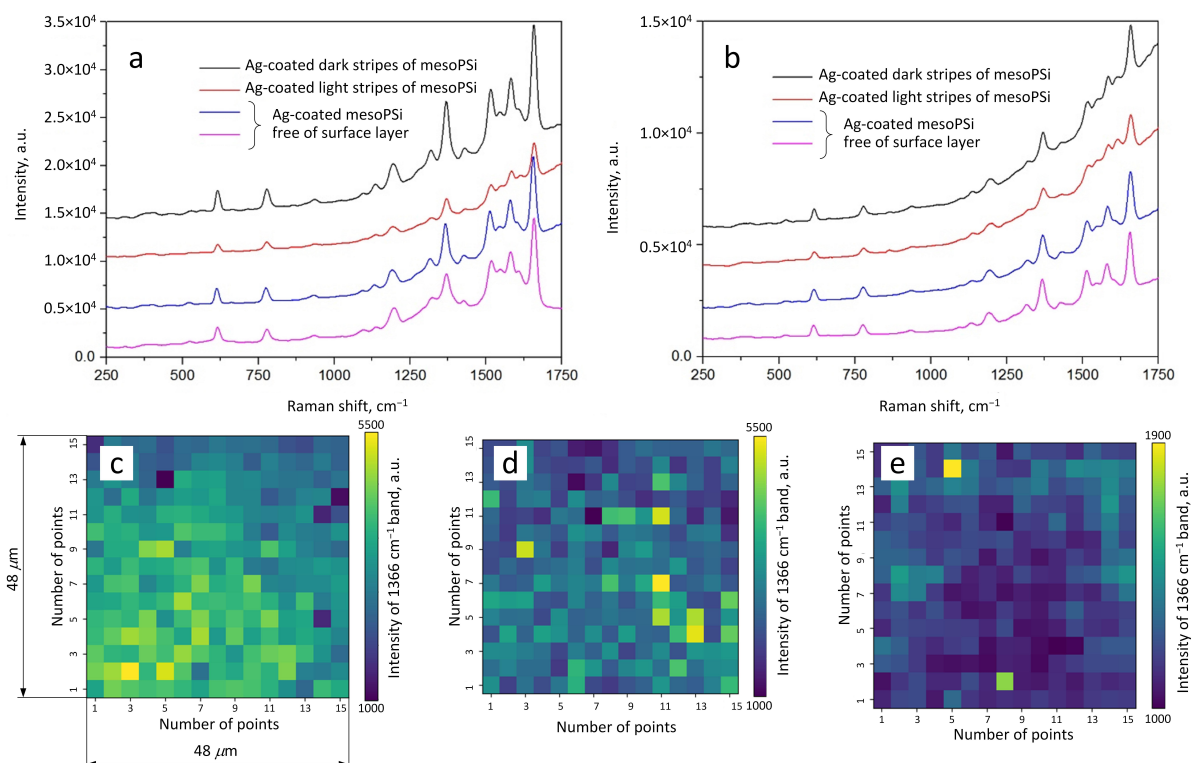 a
3.5×10⁴
3.0×10⁴
2.5×10⁴
2.0×10⁴
1.5×10⁴
1.0×10⁴
0.5×10⁴
0.0
Intensity, a.u.
Ag-coated dark stripes of mesoPSi
Ag-coated light stripes of mesoPSi
Ag-coated mesoPSi
free of surface layer
250 500 750 1000 1250 1500 1750
Raman shift, cm⁻¹
b
1.5×10⁴
1.0×10⁴
0.5×10⁴
0.0
Intensity, a.u.
Ag-coated dark stripes of mesoPSi
Ag-coated light stripes of mesoPSi
Ag-coated mesoPSi
free of surface layer
250 500 750 1000 1250 1500 1750
Raman shift, cm⁻¹
c
48 μm
Number of points
15
13
11
9
7
5
3
1
1 3 5 7 9 11 13 15
Number of points
48 μm
5500
Intensity of 1366 cm⁻¹ band, a.u.
1000
d
Number of points
15
13
11
9
7
5
3
1
1 3 5 7 9 11 13 15
Number of points
5500
Intensity of 1366 cm⁻¹ band, a.u.
1000
e
Number of points
15
13
11
9
7
5
3
1
1 3 5 7 9 11 13 15
Number of points
1900
Intensity of 1366 cm⁻¹ band, a.u.
1000